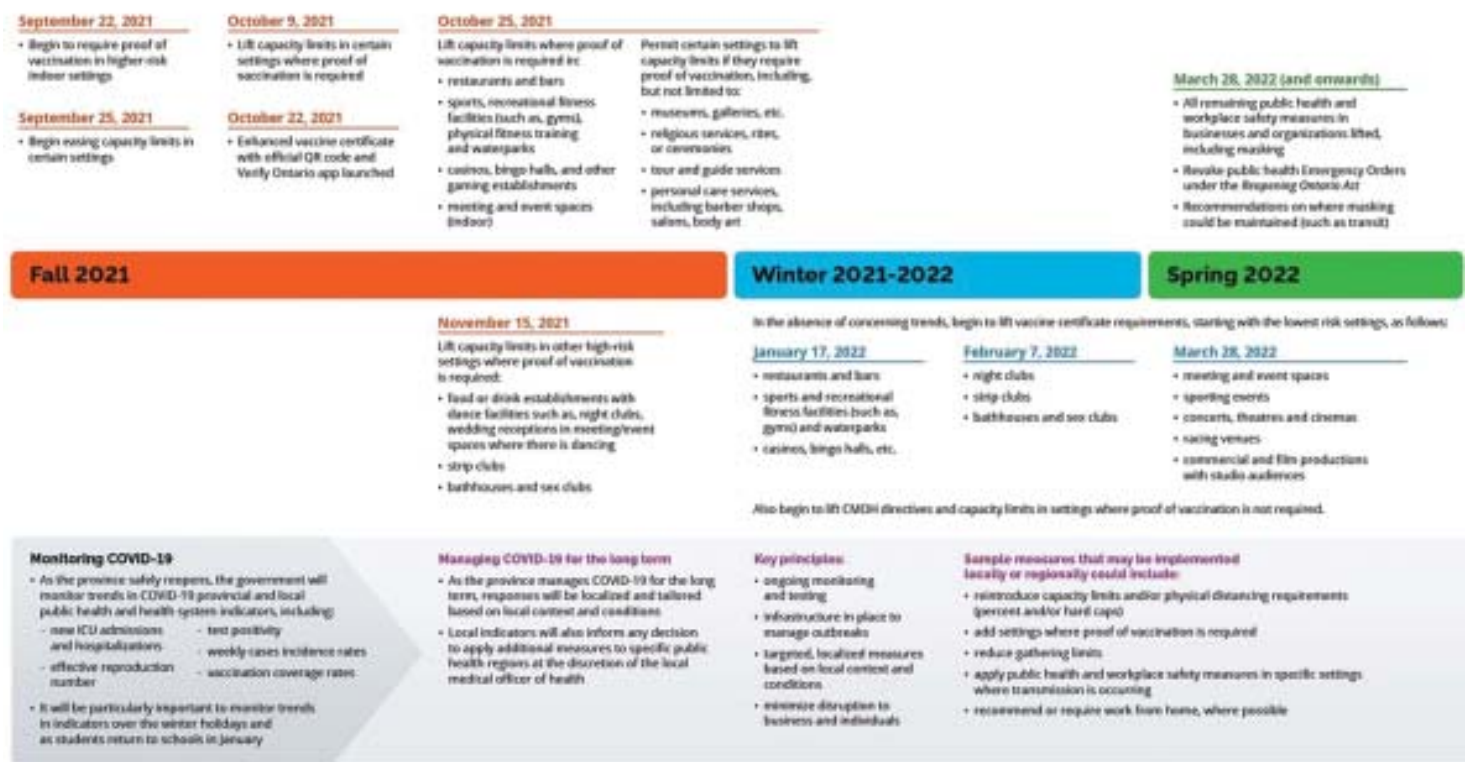 September 22, 2021
• Begin to require proof of
vaccination in higher-risk
indoor settings
September 25, 2021
• Begin easing capacity limits in
certain settings
October 9, 2021
• Lift capacity limits in certain
settings where proof of
vaccination is required
October 22, 2021
• Enhanced vaccine certificate
with official QR code and
Verify Ontario app launched
October 25, 2021
Lift capacity limits where proof of
vaccination is required in:
• restaurants and bars
• sports, recreational fitness
facilities (such as, gyms),
physical fitness training
and waterparks
• casinos, bingo halls, and other
gaming establishments
• meeting and event spaces
(indoor)
Permit certain settings to lift
capacity limits if they require
proof of vaccination, including,
but not limited to:
• museums, galleries, etc.
• religious services, rites,
or ceremonies
• tour and guide services
• personal care services,
including barber shops,
salons, body art
March 28, 2022 (and onwards)
• All remaining public health and
workplace safety measures in
businesses and organizations lifted,
including masking
• Revoke public health Emergency Orders
under the Reopening Ontario Act
• Recommendations on where masking
could be maintained (such as transit)
Fall 2021
Winter 2021-2022
Spring 2022
November 15, 2021
Lift capacity limits in other high-risk
settings where proof of vaccination
is required:
• food or drink establishments with
dance facilities such as, night clubs,
wedding receptions in meeting/event
spaces where there is dancing
• strip clubs
• bathhouses and sex clubs
In the absence of concerning trends, begin to lift vaccine certificate requirements, starting with the lowest risk settings, as follows:
January 17, 2022
• restaurants and bars
• sports and recreational
fitness facilities (such as,
gyms) and waterparks
• casinos, bingo halls, etc.
February 7, 2022
• night clubs
• strip clubs
• bathhouses and sex clubs
March 28, 2022
• meeting and event spaces
• sporting events
• concerts, theatres and cinemas
• racing venues
• commercial and film productions
with studio audiences
Also begin to lift CMOH directives and capacity limits in settings where proof of vaccination is not required.
Monitoring COVID-19
• As the province safely reopens, the government will
monitor trends in COVID-19 provincial and local
public health and health system indicators, including:
- new ICU admissions
and hospitalizations
- effective reproduction
number
- test positivity
- weekly cases incidence rates
- vaccination coverage rates
• It will be particularly important to monitor trends
in indicators over the winter holidays and
as students return to schools in January
Managing COVID-19 for the long term
• As the province manages COVID-19 for the long
term, responses will be localized and tailored
based on local context and conditions
• Local indicators will also inform any decision
to apply additional measures to specific public
health regions at the discretion of the local
medical officer of health
Key principles:
• ongoing monitoring
and testing
• infrastructure in place to
manage outbreaks
• targeted, localized measures
based on local context and
conditions
• minimize disruption to
business and individuals
Sample measures that may be implemented
locally or regionally could include:
• reintroduce capacity limits and/or physical distancing requirements
(percent and/or hard caps)
• add settings where proof of vaccination is required
• reduce gathering limits
• apply public health and workplace safety measures in specific settings
where transmission is occurring
• recommend or require work from home, where possible